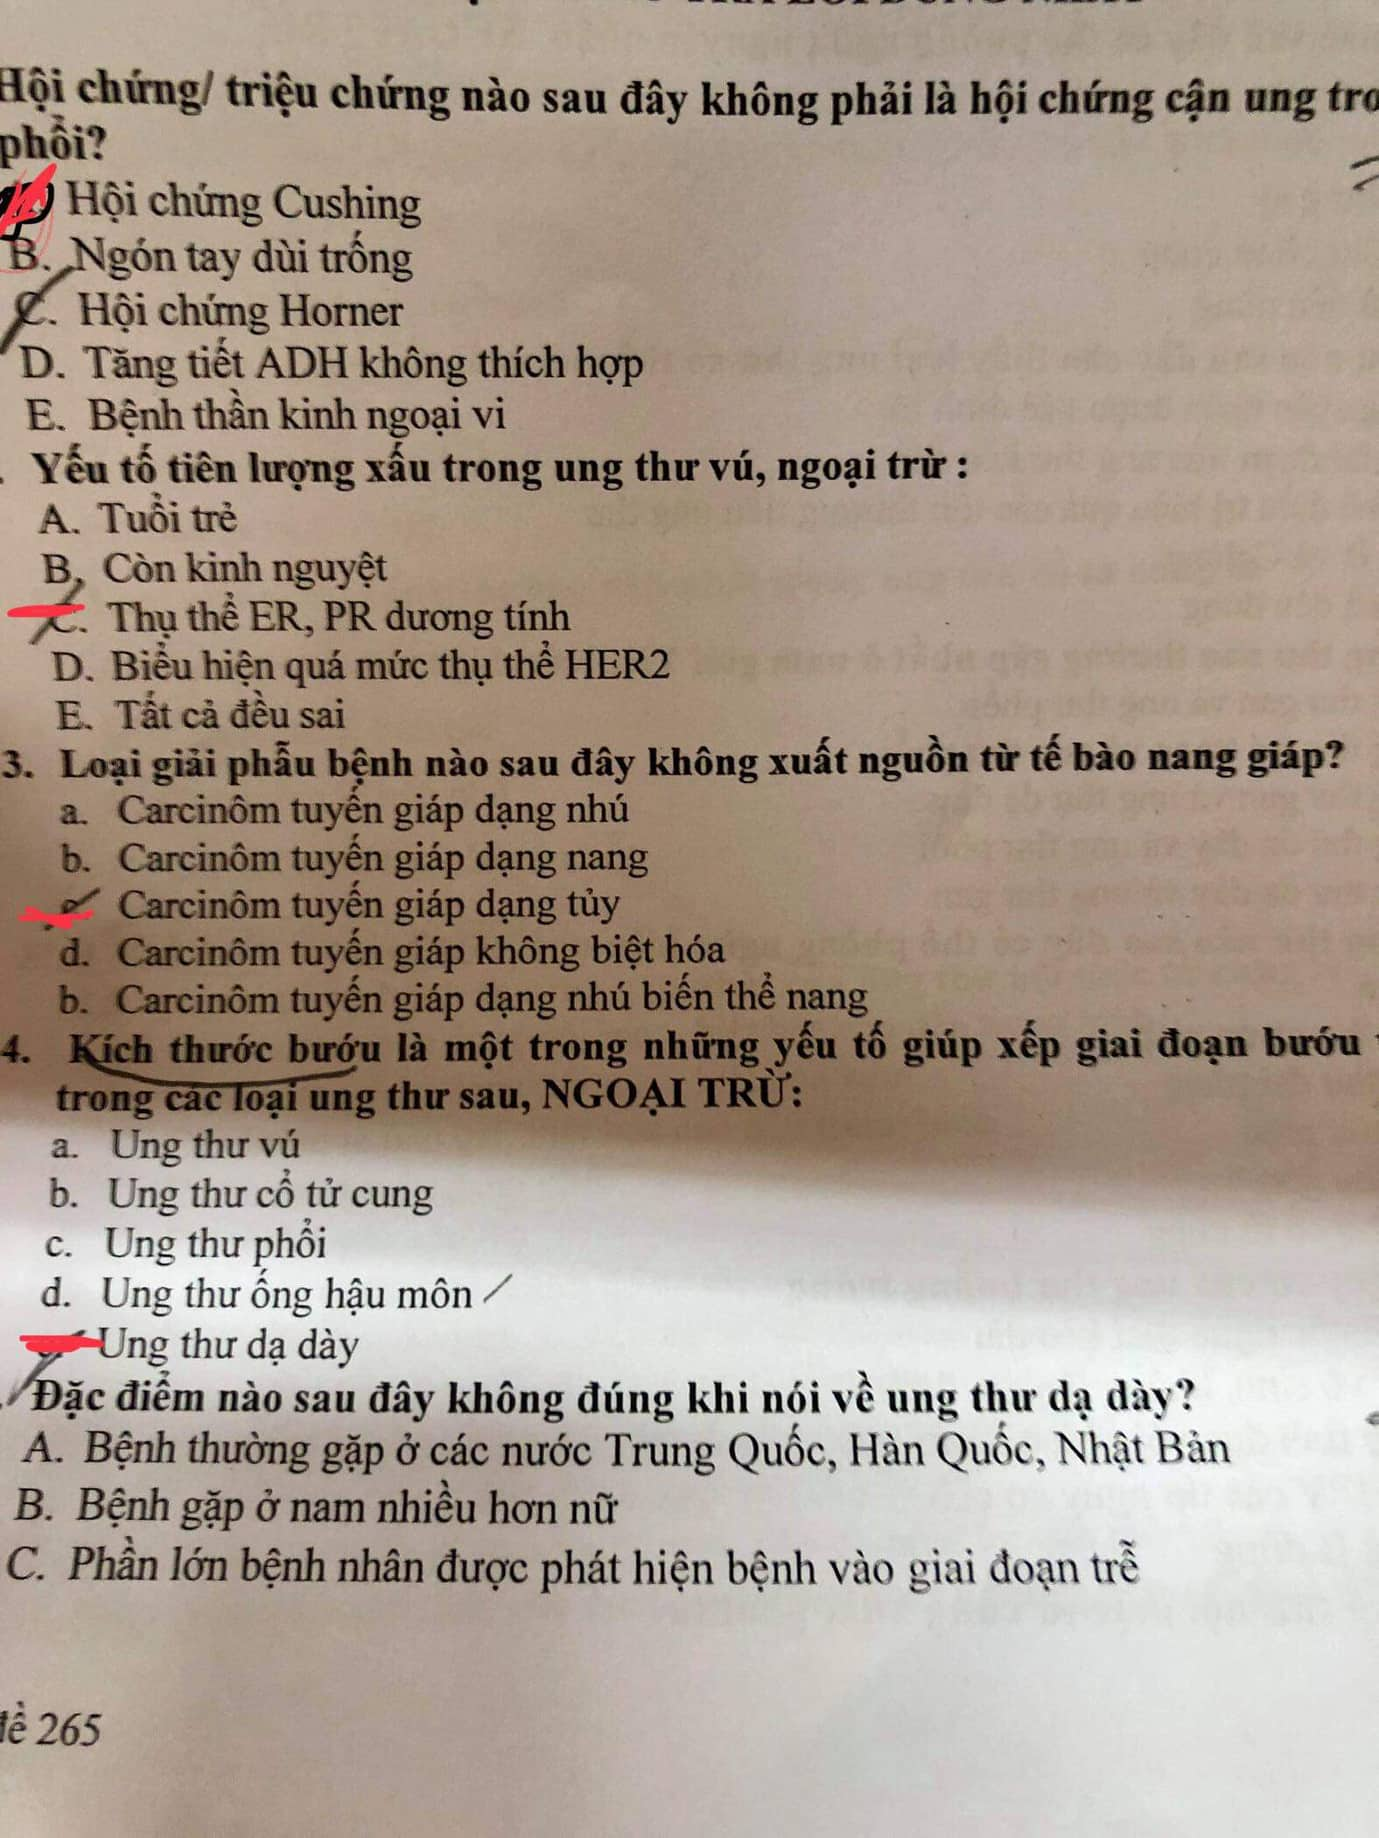 Hội chứng/ triệu chứng nào sau đây không phải là hội chứng cận ung
phổi?
Hội chứng Cushing
B. Ngón tay dùi trống
C. Hội chứng Horner
D. Tăng tiết ADH không thích hợp
E. Bệnh thần kinh ngoại vi
. Yếu tố tiên lượng xấu trong ung thư vú, ngoại trừ :
A. Tuổi trẻ
B. Còn kinh nguyệt
C. Thụ thể ER, PR dương tính
D. Biểu hiện quá mức thụ thể HER2
E. Tất cả đều sai
3. Loại giải phẫu bệnh nào sau đây không xuất nguồn từ tế bào nang giáp?
a. Carcinôm tuyến giáp dạng nhú
b. Carcinôm tuyến giáp dạng nang
Carcinôm tuyến giáp dạng tủy
d. Carcinôm tuyến giáp không biệt hóa
b. Carcinôm tuyến giáp dạng nhú biến thể nang
4. Kích thước bướu là một trong những yếu tố giúp xếp giai đoạn bướu
trong các loại ung thư sau, NGOẠI TRỪ:
a. Ung thư vú
b. Ung thư cổ tử cung
c. Ung thư phổi
d. Ung thư ống hậu môn
Ung thư dạ dày
. Đặc điểm nào sau đây không đúng khi nói về ung thư dạ dày?
A. Bệnh thường gặp ở các nước Trung Quốc, Hàn Quốc, Nhật Bản
B. Bệnh gặp ở nam nhiều hơn nữ
C. Phần lớn bệnh nhân được phát hiện bệnh vào giai đoạn trễ
đề 265